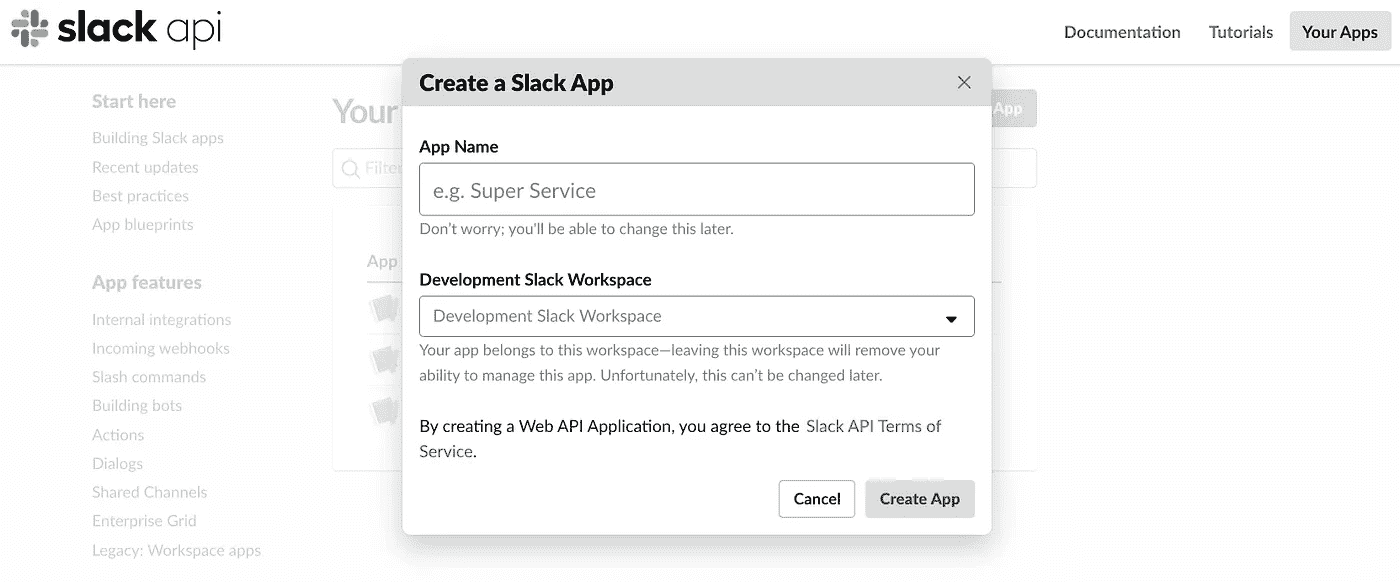 slack api
Documentation
Tutorials
Your Apps
Start here
Building Slack apps
Recent updates
Best practices
App blueprints
App features
Internal integrations
Incoming webhooks
Slash commands
Building bots
Actions
Dialogs
Shared Channels
Enterprise Grid
Legacy: Workspace apps
Your
App
Filter
App
Create a Slack App
App Name
e.g. Super Service
Don't worry; you'll be able to change this later.
Development Slack Workspace
Development Slack Workspace
Your app belongs to this workspace—leaving this workspace will remove your
ability to manage this app. Unfortunately, this can't be changed later.
By creating a Web API Application, you agree to the Slack API Terms of
Service.
Cancel
Create App